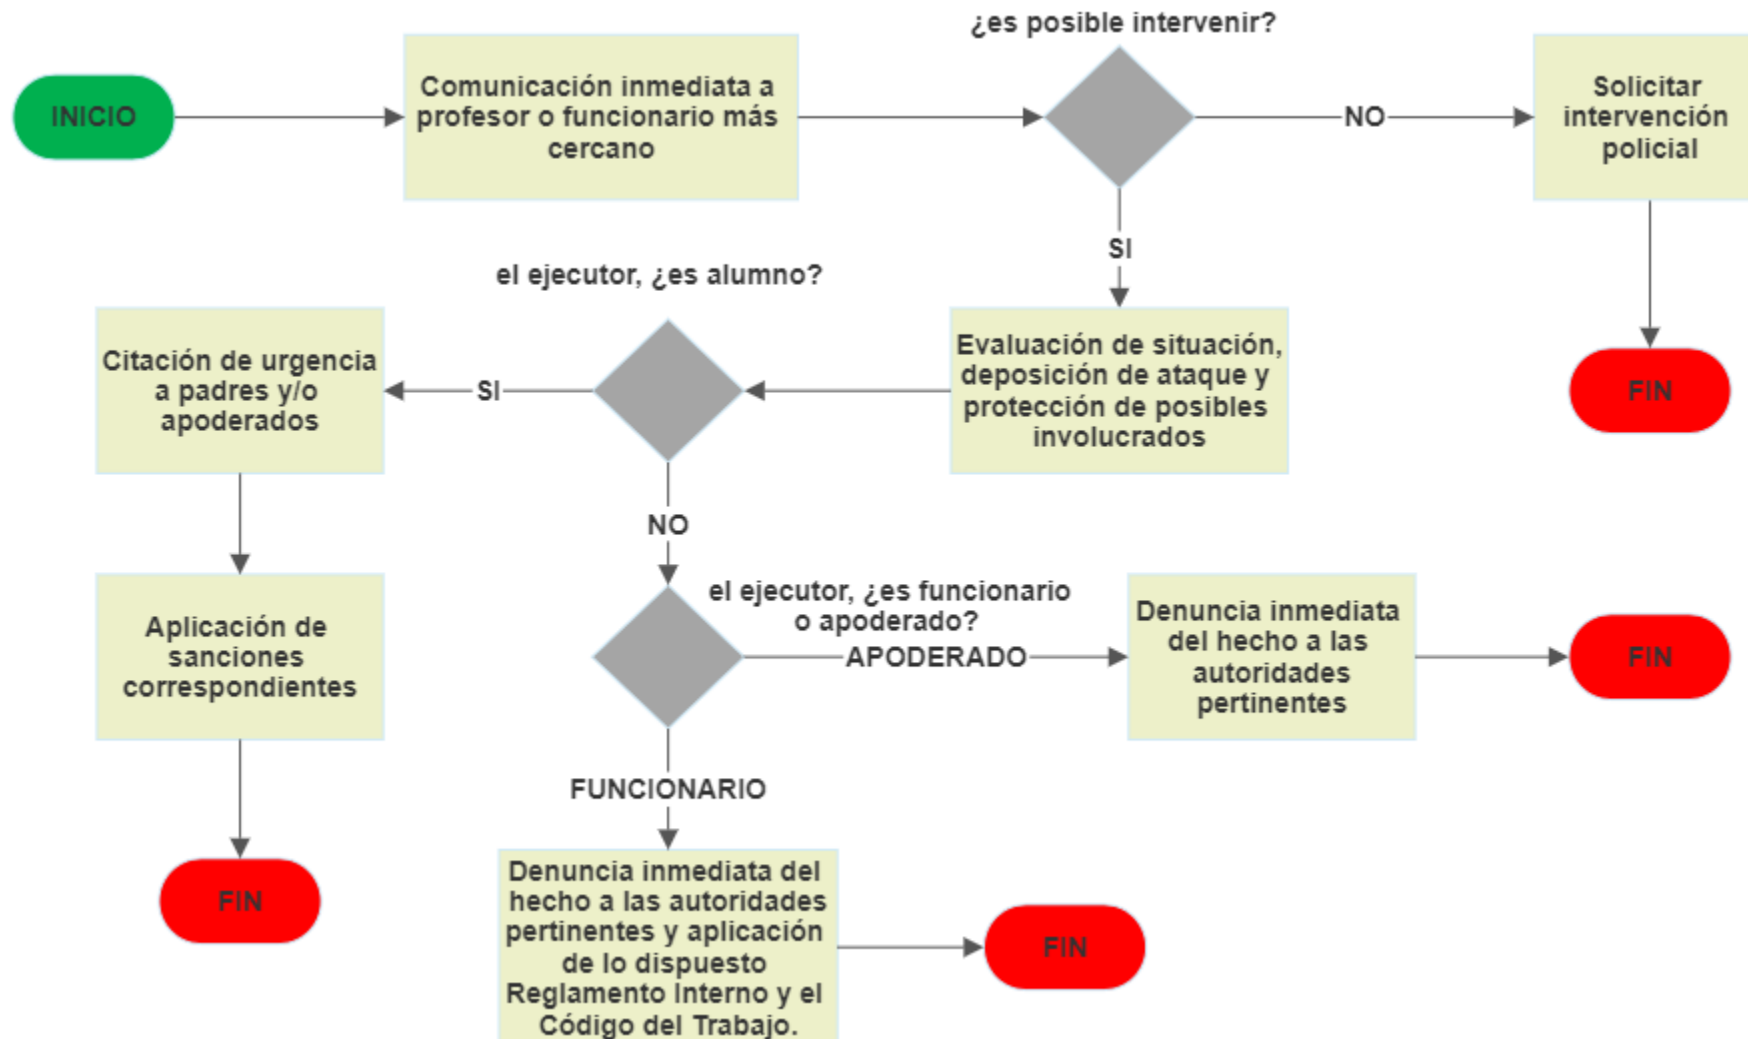 ¿es posible intervenir?
INICIO
Comunicación inmediata a
profesor o funcionario más
cercano
NO
Solicitar
intervención
policial
SI
FIN
el ejecutor, ¿es alumno?
Evaluación de situación,
deposición de ataque y
protección de posibles
involucrados
SI
Citación de urgencia
a padres y/o
apoderados
NO
Aplicación de
sanciones
correspondientes
FIN
el ejecutor, ¿es funcionario
o apoderado?
APODERADO
Denuncia inmediata
del hecho a las
autoridades
pertinentes
FIN
FUNCIONARIO
Denuncia inmediata del
hecho a las autoridades
pertinentes y aplicación
de lo dispuesto
Reglamento Interno y el
Código del Trabajo.
FIN